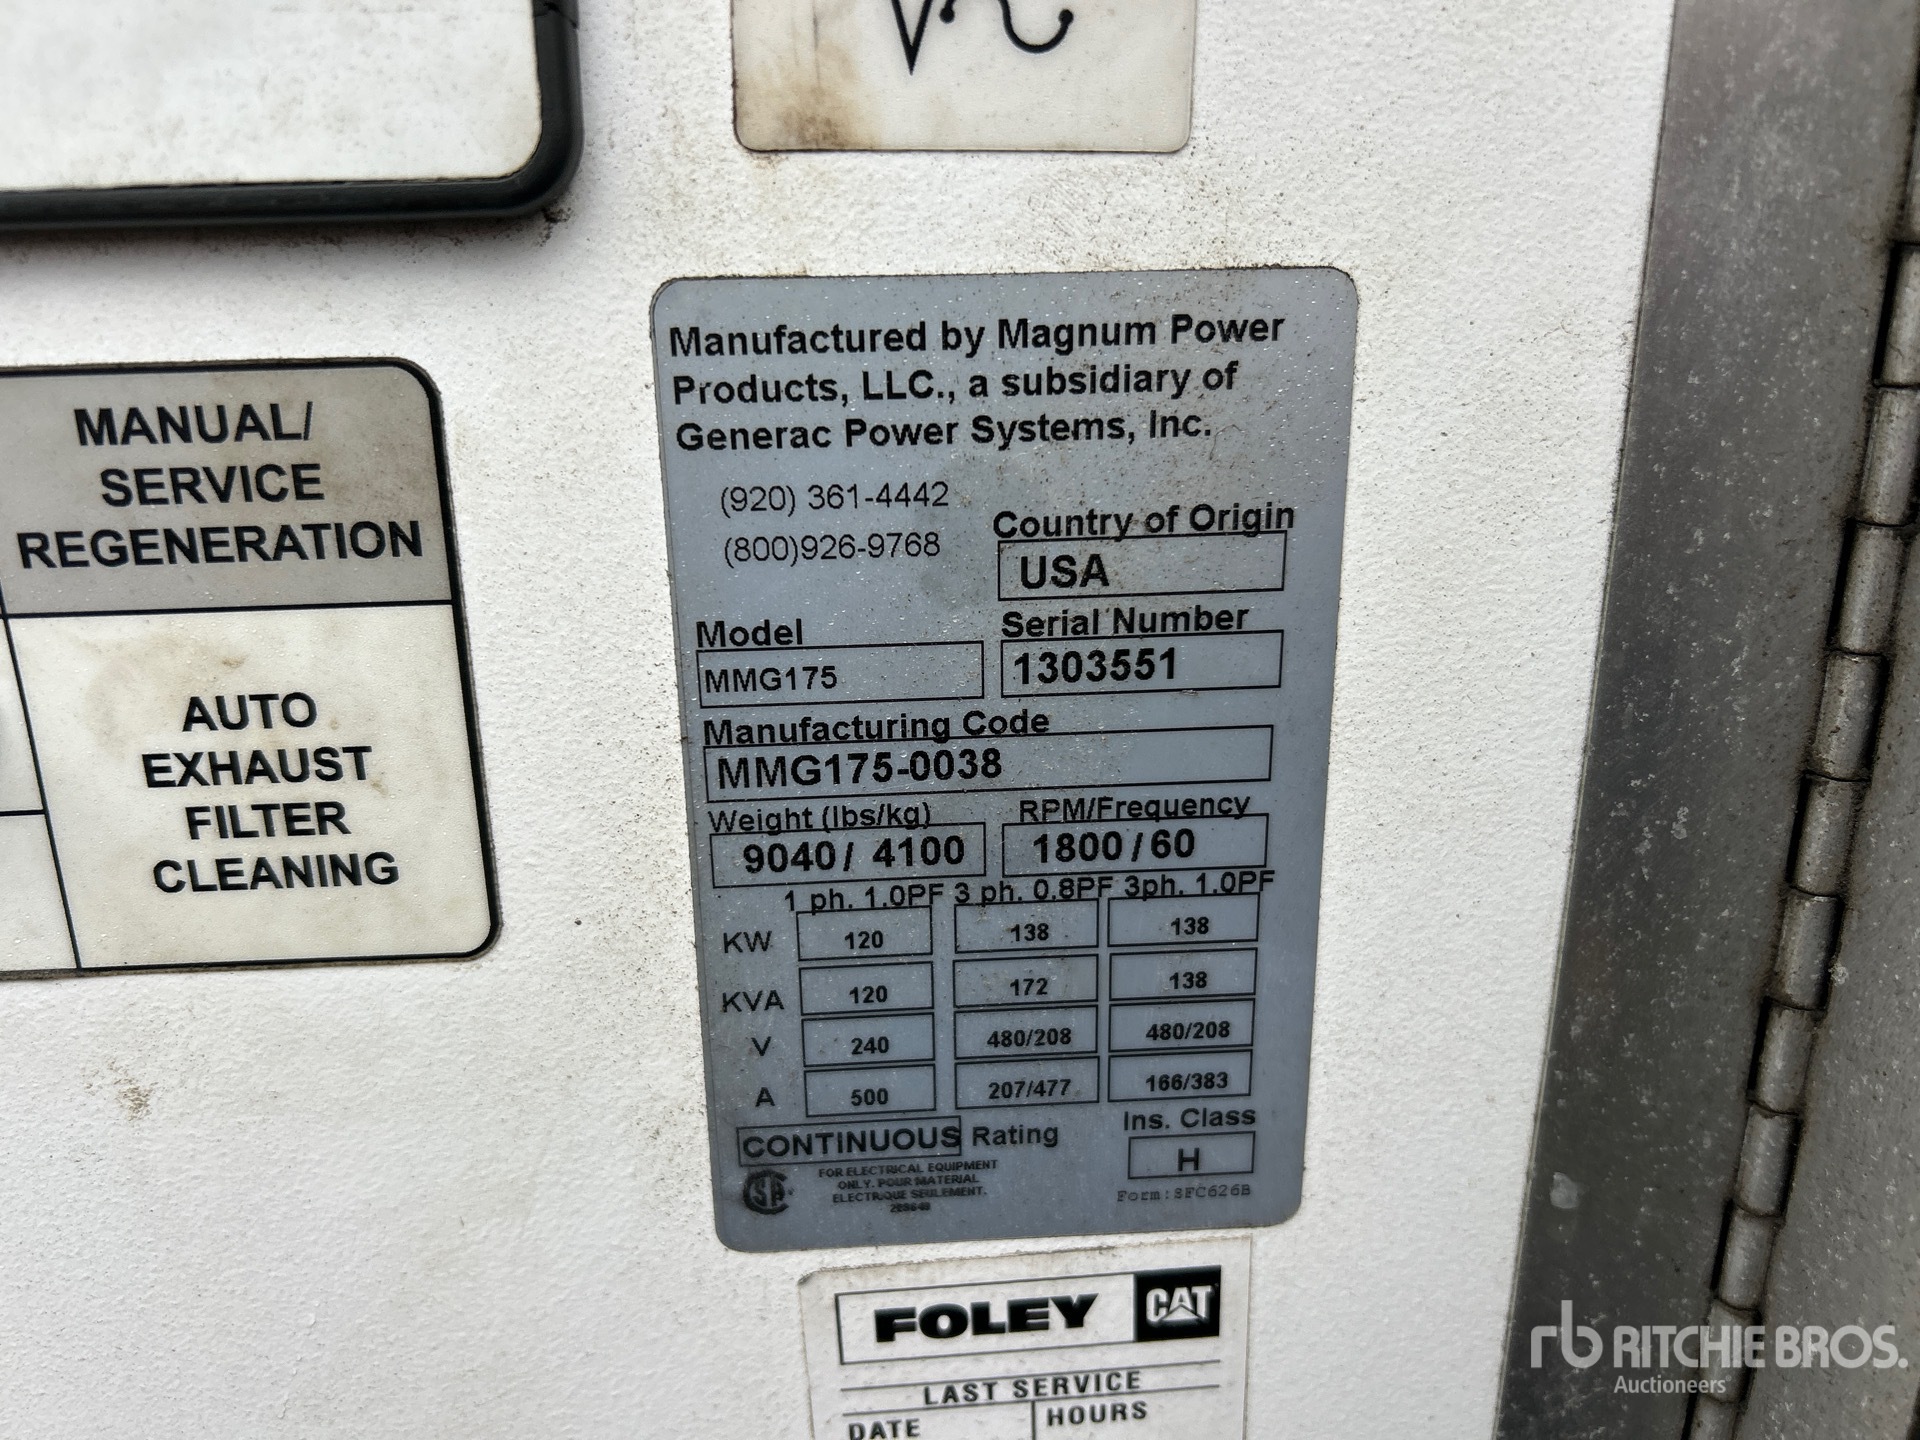 MANUAL/
SERVICE
REGENERATION
AUTO
EXHAUST
FILTER
CLEANING
Manufactured by Magnum Power
Products, LLC., a subsidiary of
Generac Power Systems, Inc.
(920) 361-4442
(800)926-9768
Country of Origin
USA
Model
MMG175
Serial Number
1303551
Manufacturing Code
MMG175-0038
Weight (lbs/kg)
9040/ 4100
RPM/Frequency
1800/60
1 ph. 1.0PF 3 ph. 0.8PF 3ph. 1.0PF
KW 120 138 138
KVA 120 172 138
V 240 480/208 480/208
A 500 207/477 166/383
CONTINUOUS Rating
Ins. Class
H
FOR ELECTRICAL EQUIPMENT
ONLY. POUR MATERIAL
ELECTRIQUE SEULEMENT.
Form:SFC626B
FOLEY CAT
LAST SERVICE
DATE HOURS
rb RITCHIE BROS.
Auctioneers